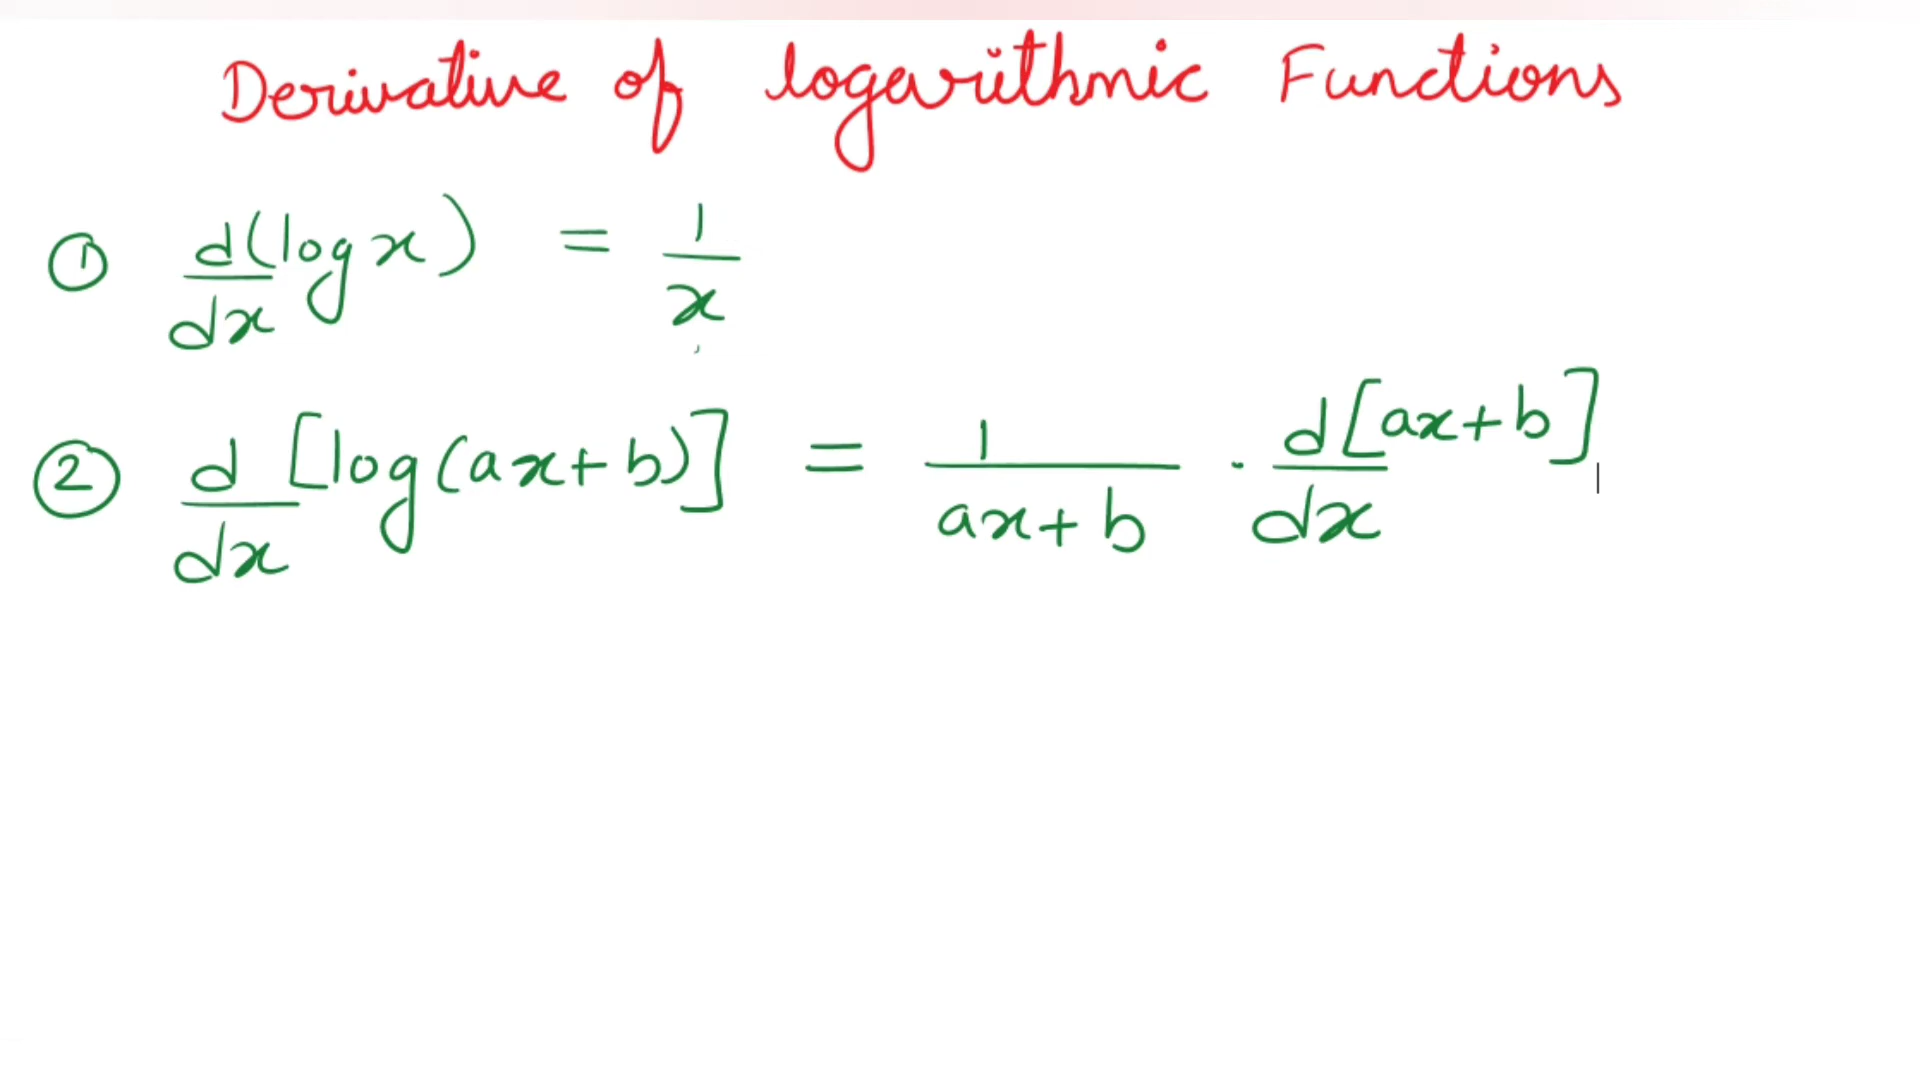 Derivative of logarithmic Functions
① d/dx (log x) = 1/x
② d/dx [log(ax+b)] = 1/(ax+b) · d/dx [ax+b]